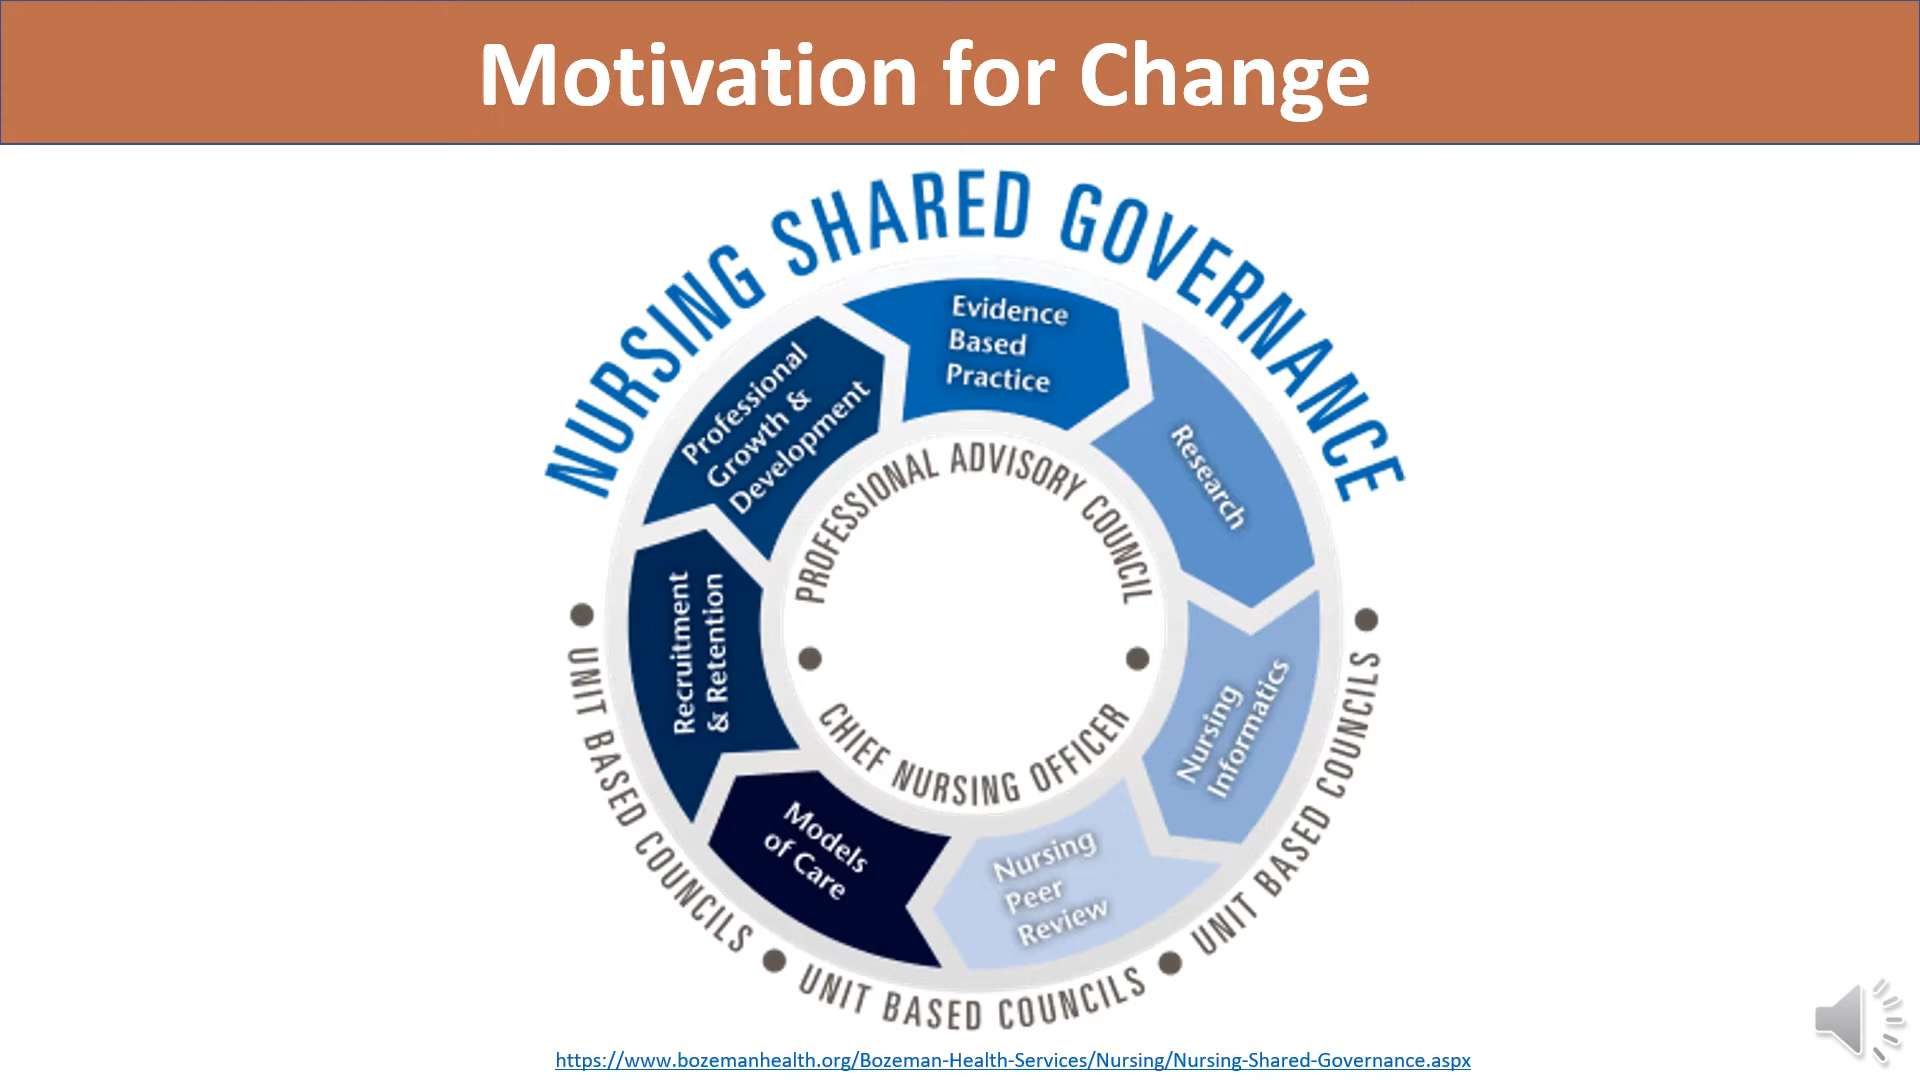 Motivation for Change
NURSING SHARED GOVERNANCE
Evidence
Based
Practice
Research
Nursing
Informatics
Nursing
Peer
Review
Models
of Care
Recruitment
& Retention
Professional
Growth &
Development
PROFESSIONAL ADVISORY COUNCIL
CHIEF NURSING OFFICER
UNIT BASED COUNCILS
UNIT BASED COUNCILS
UNIT BASED COUNCILS
https://www.bozemanhealth.org/Bozeman-Health-Services/Nursing/Nursing-Shared-Governance.aspx